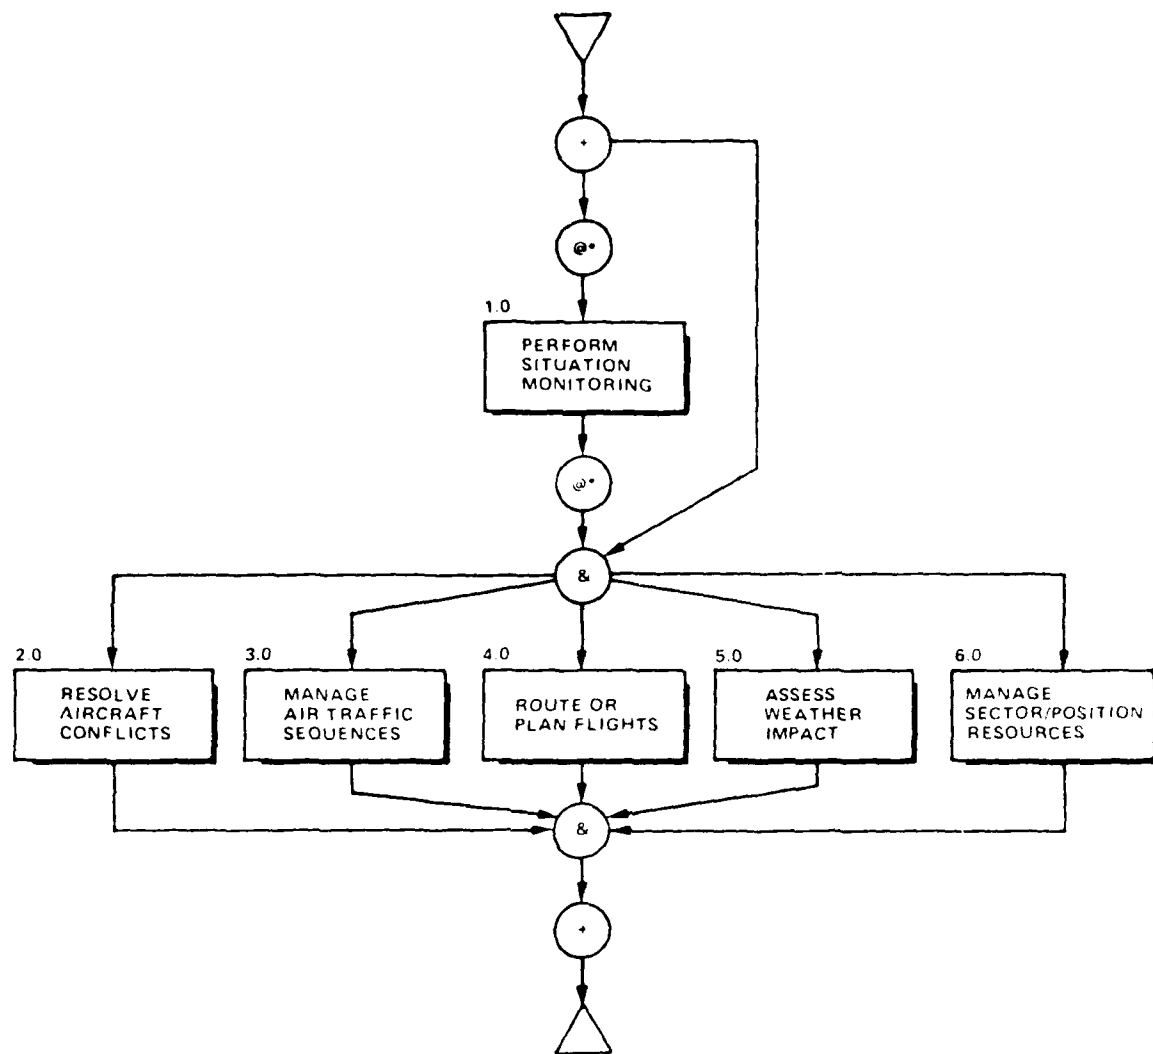 +
@*
1.0
PERFORM
SITUATION
MONITORING
@*
&
2.0
RESOLVE
AIRCRAFT
CONFLICTS
3.0
MANAGE
AIR TRAFFIC
SEQUENCES
4.0
ROUTE OR
PLAN FLIGHTS
5.0
ASSESS
WEATHER
IMPACT
6.0
MANAGE
SECTOR/POSITION
RESOURCES
&
+